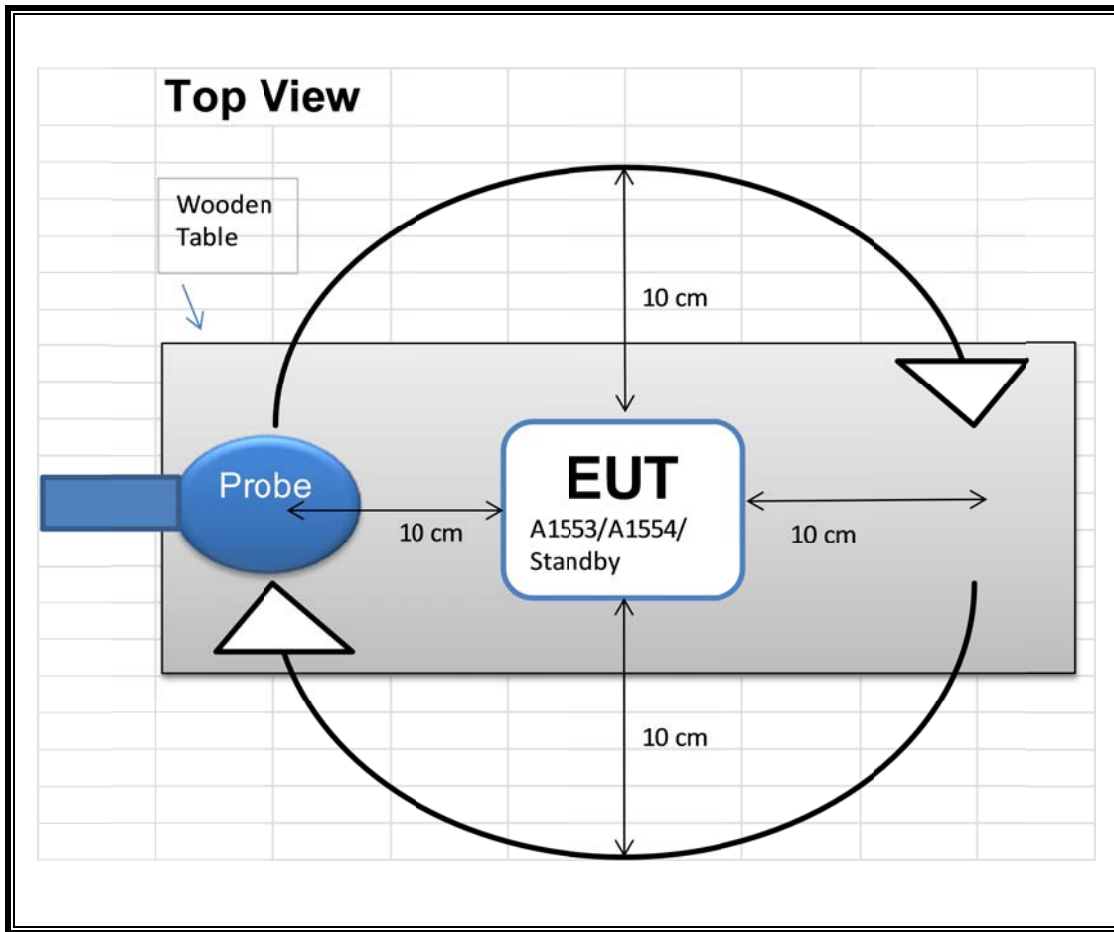 Top View
Wooden
Table
10 cm
Probe
10 cm
EUT
A1553/A1554/
Standby
10 cm
10 cm